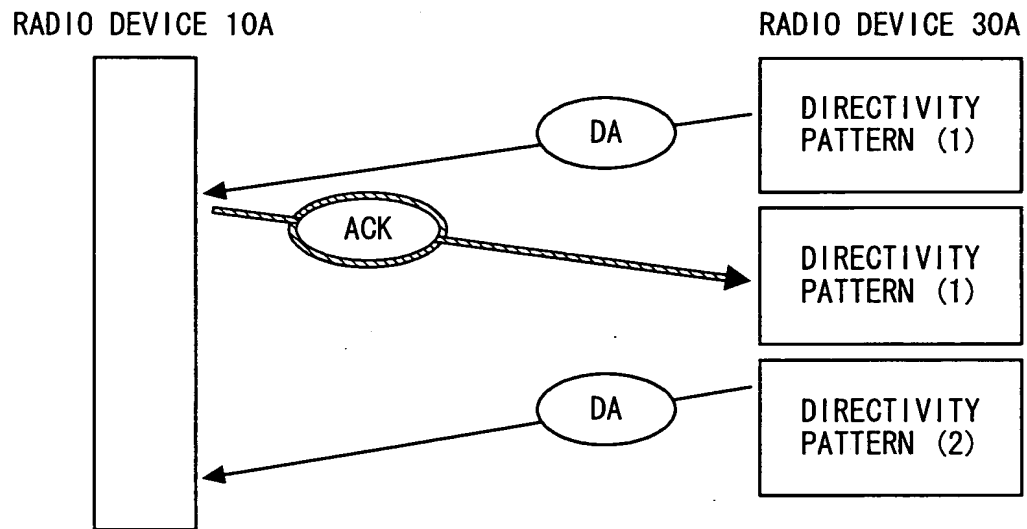 RADIO DEVICE 10A
RADIO DEVICE 30A
DA
DIRECTIVITY
PATTERN (1)
ACK
DIRECTIVITY
PATTERN (1)
DA
DIRECTIVITY
PATTERN (2)